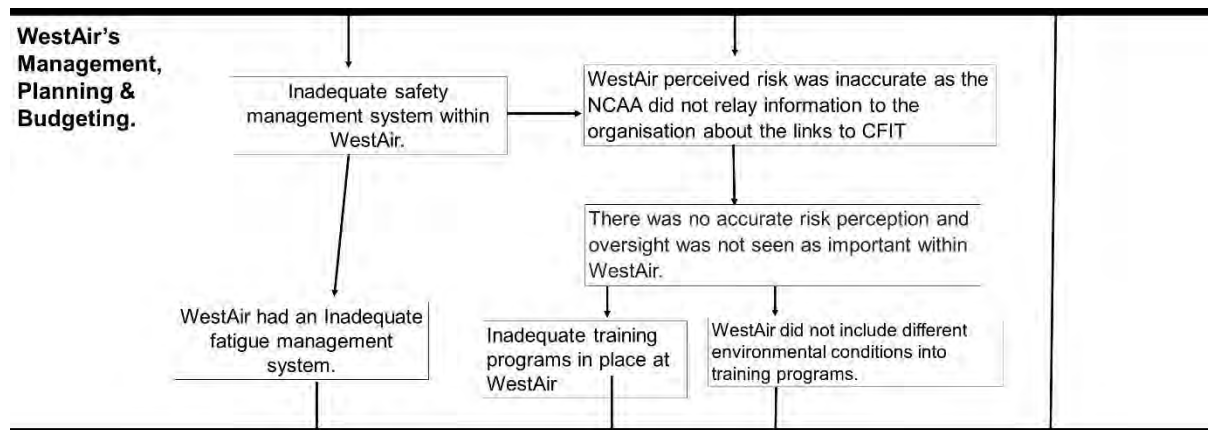 WestAir's
Management,
Planning &
Budgeting.
Inadequate safety
management system within
WestAir.
WestAir perceived risk was inaccurate as the
NCAA did not relay information to the
organisation about the links to CFIT
There was no accurate risk perception and
oversight was not seen as important within
WestAir.
WestAir had an Inadequate
fatigue management
system.
Inadequate training
programs in place at
WestAir
WestAir did not include different
environmental conditions into
training programs.